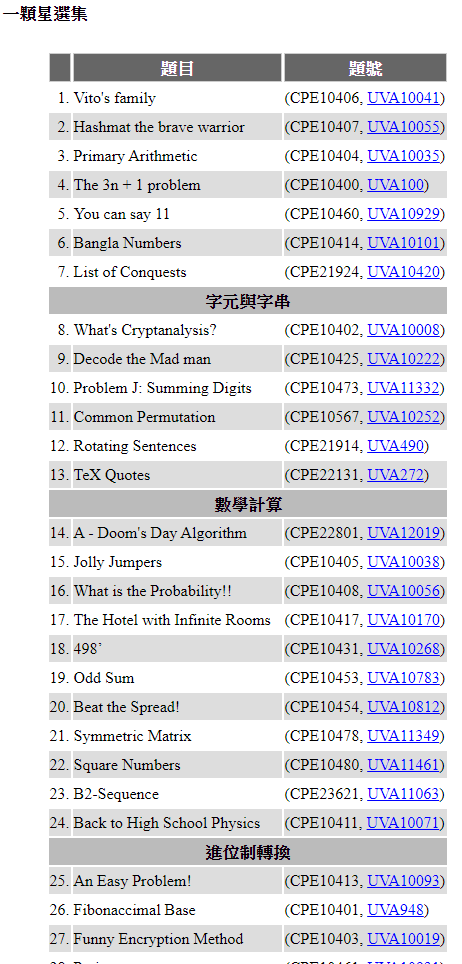 一顆星選集
題目 題號
1. Vito's family (CPE10406, UVA10041)
2. Hashmat the brave warrior (CPE10407, UVA10055)
3. Primary Arithmetic (CPE10404, UVA10035)
4. The 3n + 1 problem (CPE10400, UVA100)
5. You can say 11 (CPE10460, UVA10929)
6. Bangla Numbers (CPE10414, UVA10101)
7. List of Conquests (CPE21924, UVA10420)
字元與字串
8. What's Cryptanalysis? (CPE10402, UVA10008)
9. Decode the Mad man (CPE10425, UVA10222)
10. Problem J: Summing Digits (CPE10473, UVA11332)
11. Common Permutation (CPE10567, UVA10252)
12. Rotating Sentences (CPE21914, UVA490)
13. TeX Quotes (CPE22131, UVA272)
數學計算
14. A - Doom's Day Algorithm (CPE22801, UVA12019)
15. Jolly Jumpers (CPE10405, UVA10038)
16. What is the Probability!! (CPE10408, UVA10056)
17. The Hotel with Infinite Rooms (CPE10417, UVA10170)
18. 498’ (CPE10431, UVA10268)
19. Odd Sum (CPE10453, UVA10783)
20. Beat the Spread! (CPE10454, UVA10812)
21. Symmetric Matrix (CPE10478, UVA11349)
22. Square Numbers (CPE10480, UVA11461)
23. B2-Sequence (CPE23621, UVA11063)
24. Back to High School Physics (CPE10411, UVA10071)
進位制轉換
25. An Easy Problem! (CPE10413, UVA10093)
26. Fibonaccimal Base (CPE10401, UVA948)
27. Funny Encryption Method (CPE10403, UVA10019)